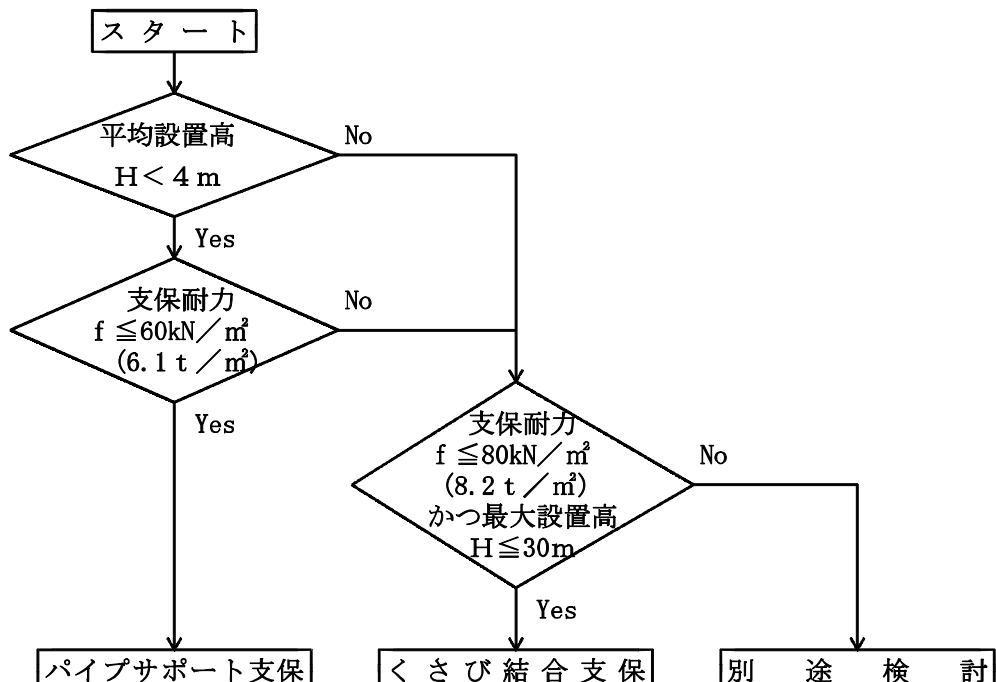 スタート
平均設置高
H<4m
No
Yes
支保耐力
f≦60kN/㎡
(6.1t/㎡)
No
Yes
支保耐力
f≦80kN/㎡
(8.2t/㎡)
かつ最大設置高
H≦30m
No
Yes
パイプサポート支保
くさび結合支保
別途検討